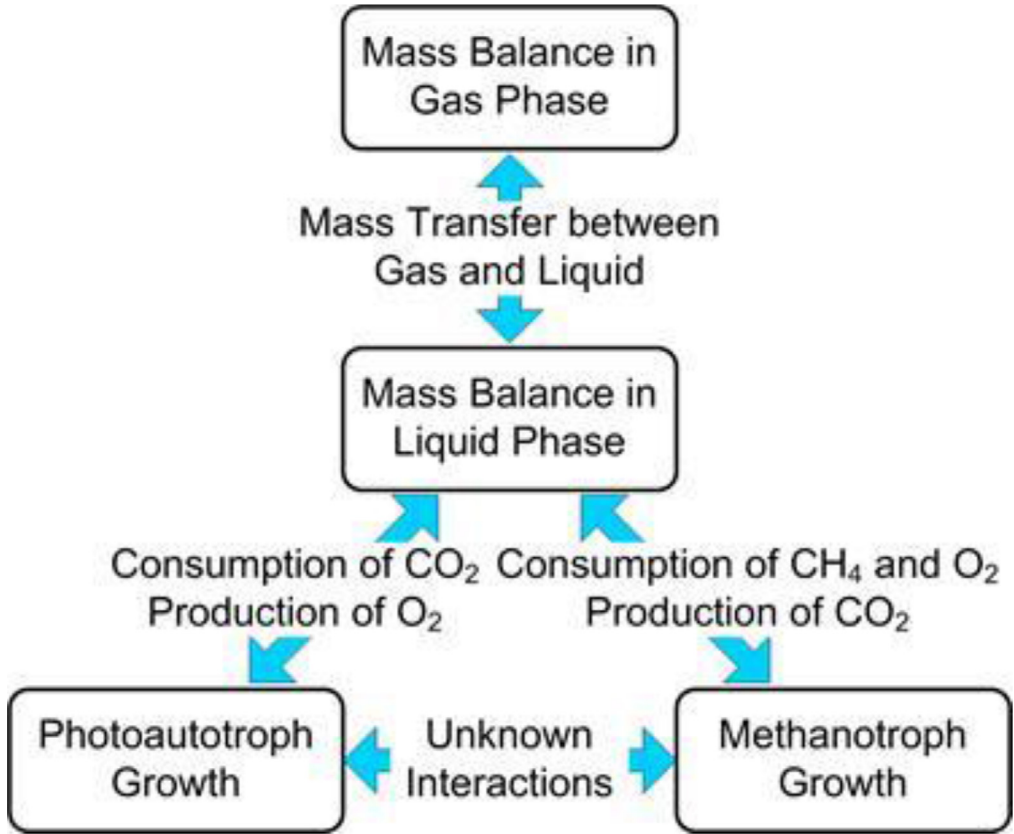 Mass Balance in
Gas Phase
Mass Transfer between
Gas and Liquid
Mass Balance in
Liquid Phase
Consumption of CO₂
Production of O₂
Consumption of CH₄ and O₂
Production of CO₂
Photoautotroph
Growth
Unknown
Interactions
Methanotroph
Growth